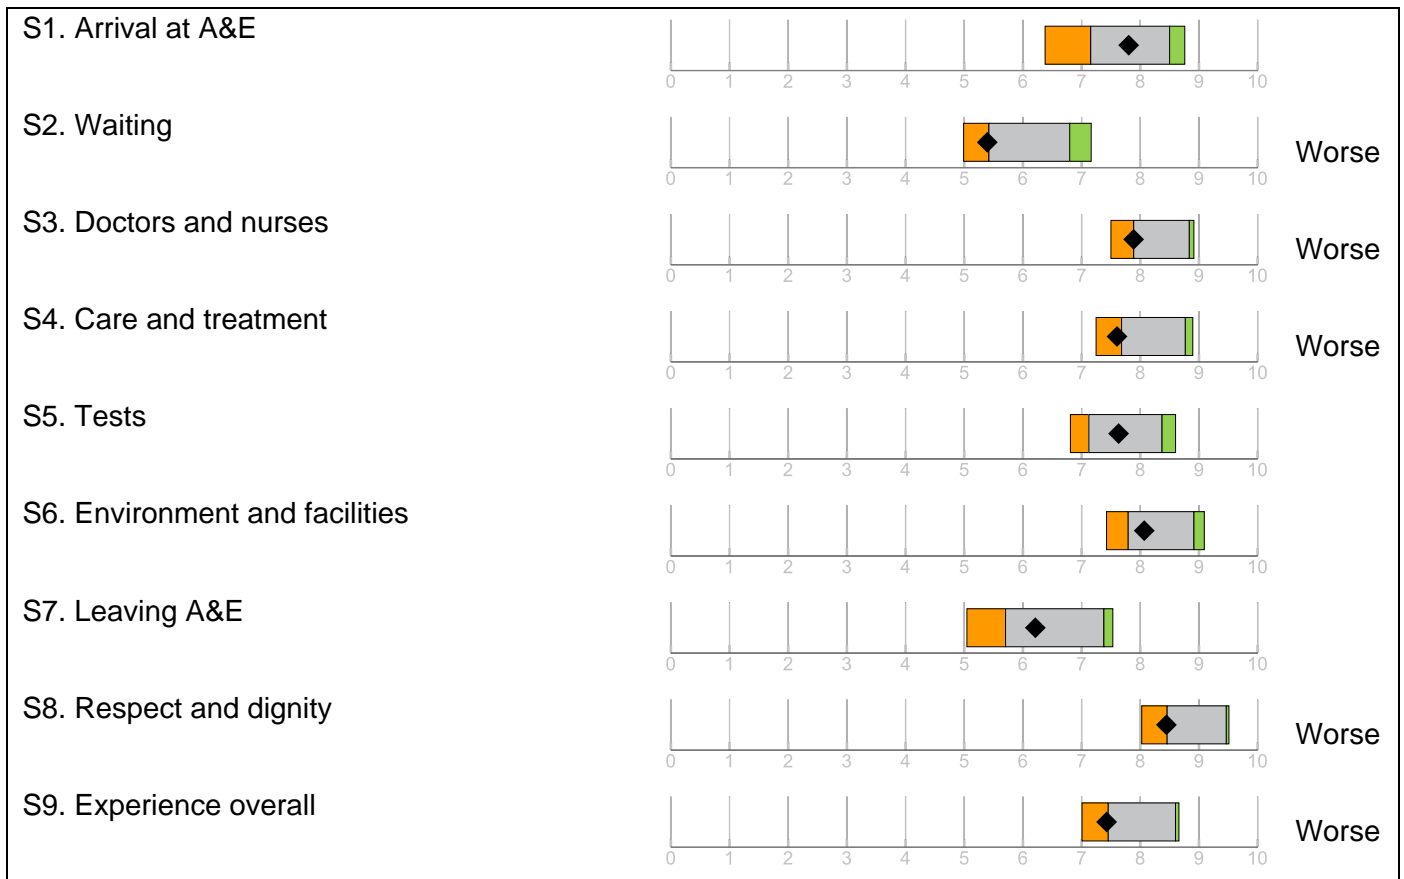 S1. Arrival at A&E
0 1 2 3 4 5 6 7 8 9 10
S2. Waiting
Worse
0 1 2 3 4 5 6 7 8 9 10
S3. Doctors and nurses
Worse
0 1 2 3 4 5 6 7 8 9 10
S4. Care and treatment
Worse
0 1 2 3 4 5 6 7 8 9 10
S5. Tests
0 1 2 3 4 5 6 7 8 9 10
S6. Environment and facilities
0 1 2 3 4 5 6 7 8 9 10
S7. Leaving A&E
0 1 2 3 4 5 6 7 8 9 10
S8. Respect and dignity
Worse
0 1 2 3 4 5 6 7 8 9 10
S9. Experience overall
Worse
0 1 2 3 4 5 6 7 8 9 10